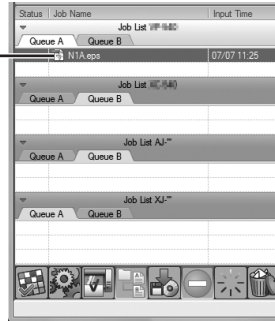 Status Job Name Input Time
Job List
Queue A Queue B
N1A.eps 07/07 11:25
Job List
Queue A Queue B
Job List AJ-**
Queue A Queue B
Job List XJ-**
Queue A Queue B